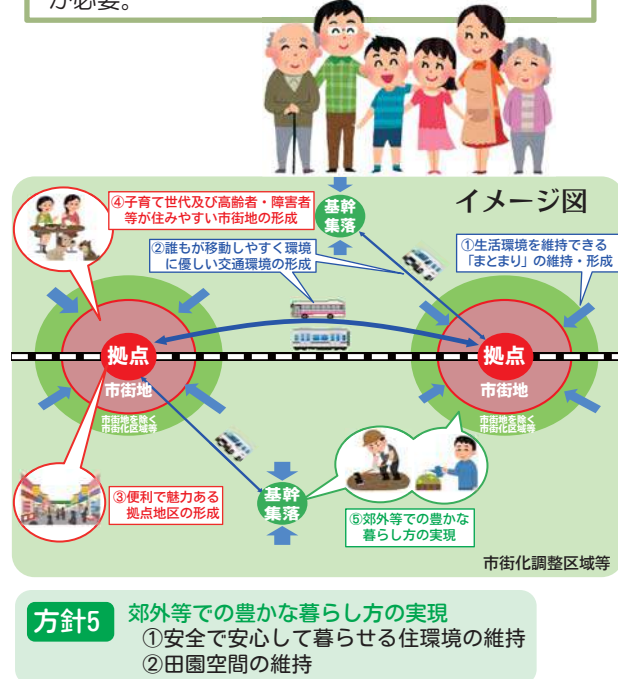 が必要。
イメージ図
④子育て世代及び高齢者・障害者
等が住みやすい市街地の形成
基幹
集落
②誰もが移動しやすく環境
に優しい交通環境の形成
①生活環境を維持できる
「まとまり」の維持・形成
拠点
市街地
市街地を除く
市街化区域等
拠点
市街地
市街地を除く
市街化区域等
③便利で魅力ある
拠点地区の形成
基幹
集落
⑤郊外等での豊かな
暮らし方の実現
市街化調整区域等
方針5
郊外等での豊かな暮らし方の実現
①安全で安心して暮らせる住環境の維持
②田園空間の維持